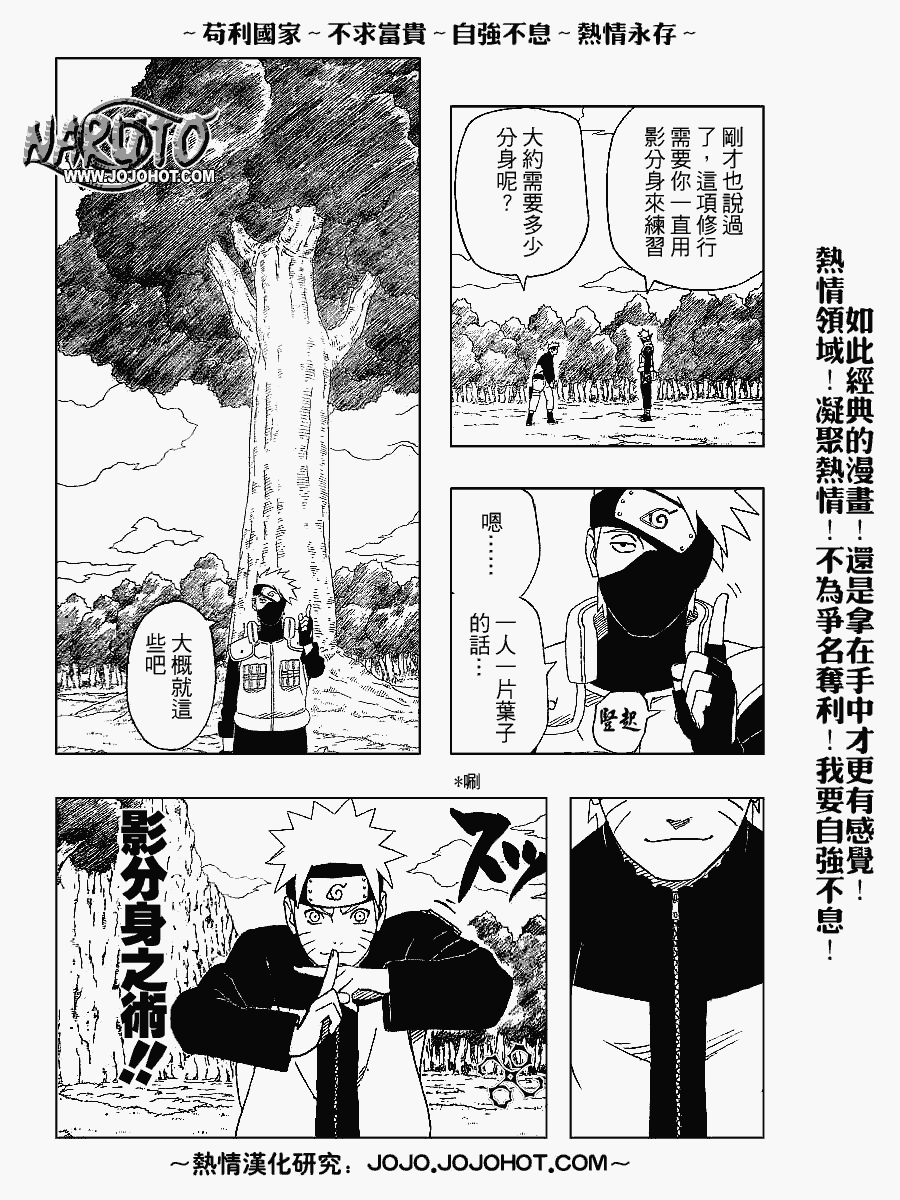 ～苟利國家～不求富貴～自強不息～熱情永存～
NARUTO
WWW.JOJOHOT.COM
剛才也說過
了，這項修行
需要你一直用
影分身來練習
大約需要多少
分身呢？
嗯……
一人一片葉子
的話…
豎起
大概就這
些吧
*唰
スッ
影分身之術!!
如此經典的漫畫！還是拿在手中才更有感覺！
熱情領域！凝聚熱情！不為爭名奪利！我要自強不息！
～熱情漢化研究：JOJO.JOJOHOT.COM～